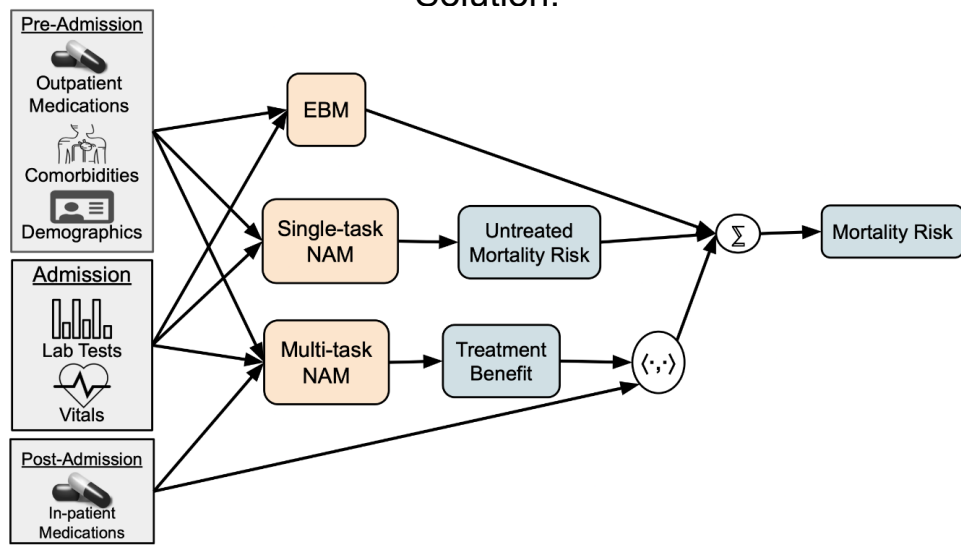 Solution:
Pre-Admission
Outpatient
Medications
Comorbidities
Demographics
Admission
Lab Tests
Vitals
Post-Admission
In-patient
Medications
EBM
Single-task
NAM
Multi-task
NAM
Untreated
Mortality Risk
Treatment
Benefit
⟨·,·⟩
Σ
Mortality Risk